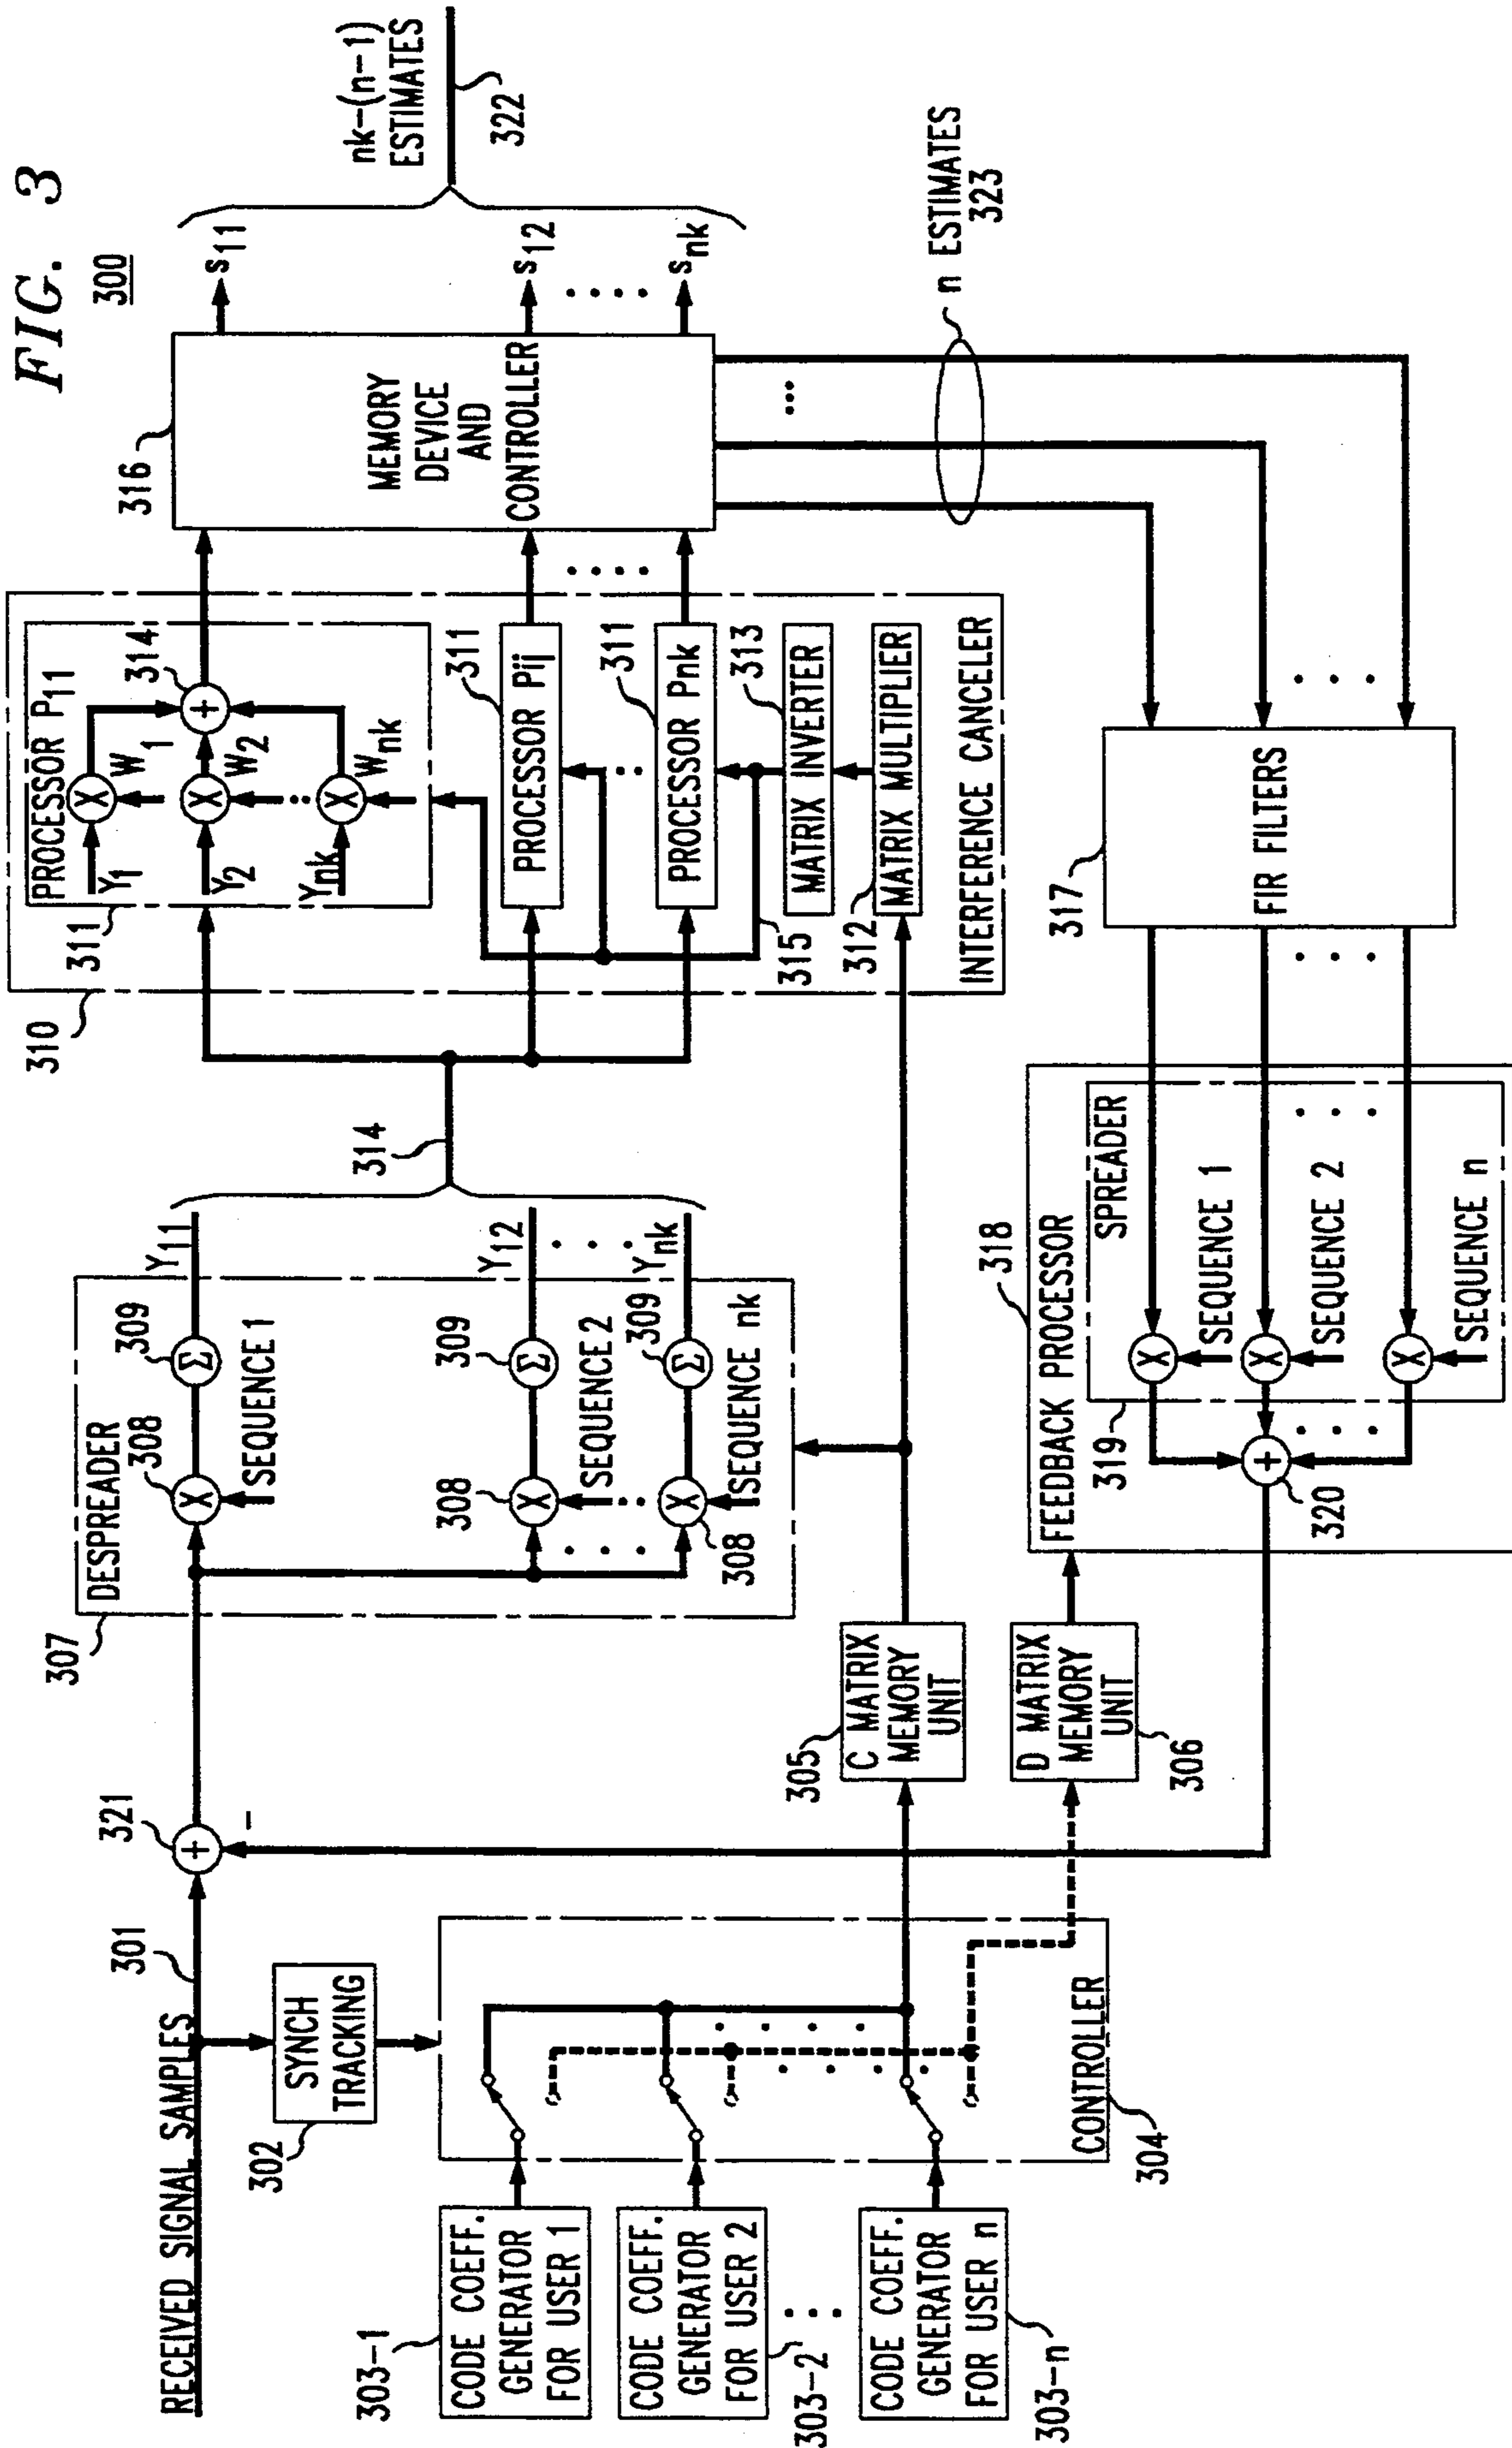 FIG. 3
300
RECEIVED SIGNAL SAMPLES
301
321
+
−
SYNCH
TRACKING
302
303-1
CODE COEFF.
GENERATOR
FOR USER 1
CODE COEFF.
GENERATOR
FOR USER 2
303-2
CODE COEFF.
GENERATOR
FOR USER n
303-n
CONTROLLER
304
305
C MATRIX
MEMORY
UNIT
D MATRIX
MEMORY
UNIT
306
307
DESPREADER
308
X
309
Σ
SEQUENCE 1
Y11
308
X
309
Σ
SEQUENCE 2
Y12
308
X
309
Σ
SEQUENCE nk
Ynk
314
310
311
PROCESSOR P11
Y1
X
W1
Y2
X
W2
Ynk
X
Wnk
314
+
311
PROCESSOR Pij
311
PROCESSOR Pnk
313
MATRIX INVERTER
315
312
MATRIX MULTIPLIER
INTERFERENCE CANCELER
316
MEMORY
DEVICE
AND
CONTROLLER
s11
s12
snk
nk-(n-1)
ESTIMATES
322
n ESTIMATES
323
317
FIR FILTERS
318
FEEDBACK PROCESSOR
SPREADER
319
X
SEQUENCE 1
X
SEQUENCE 2
X
SEQUENCE n
+
320